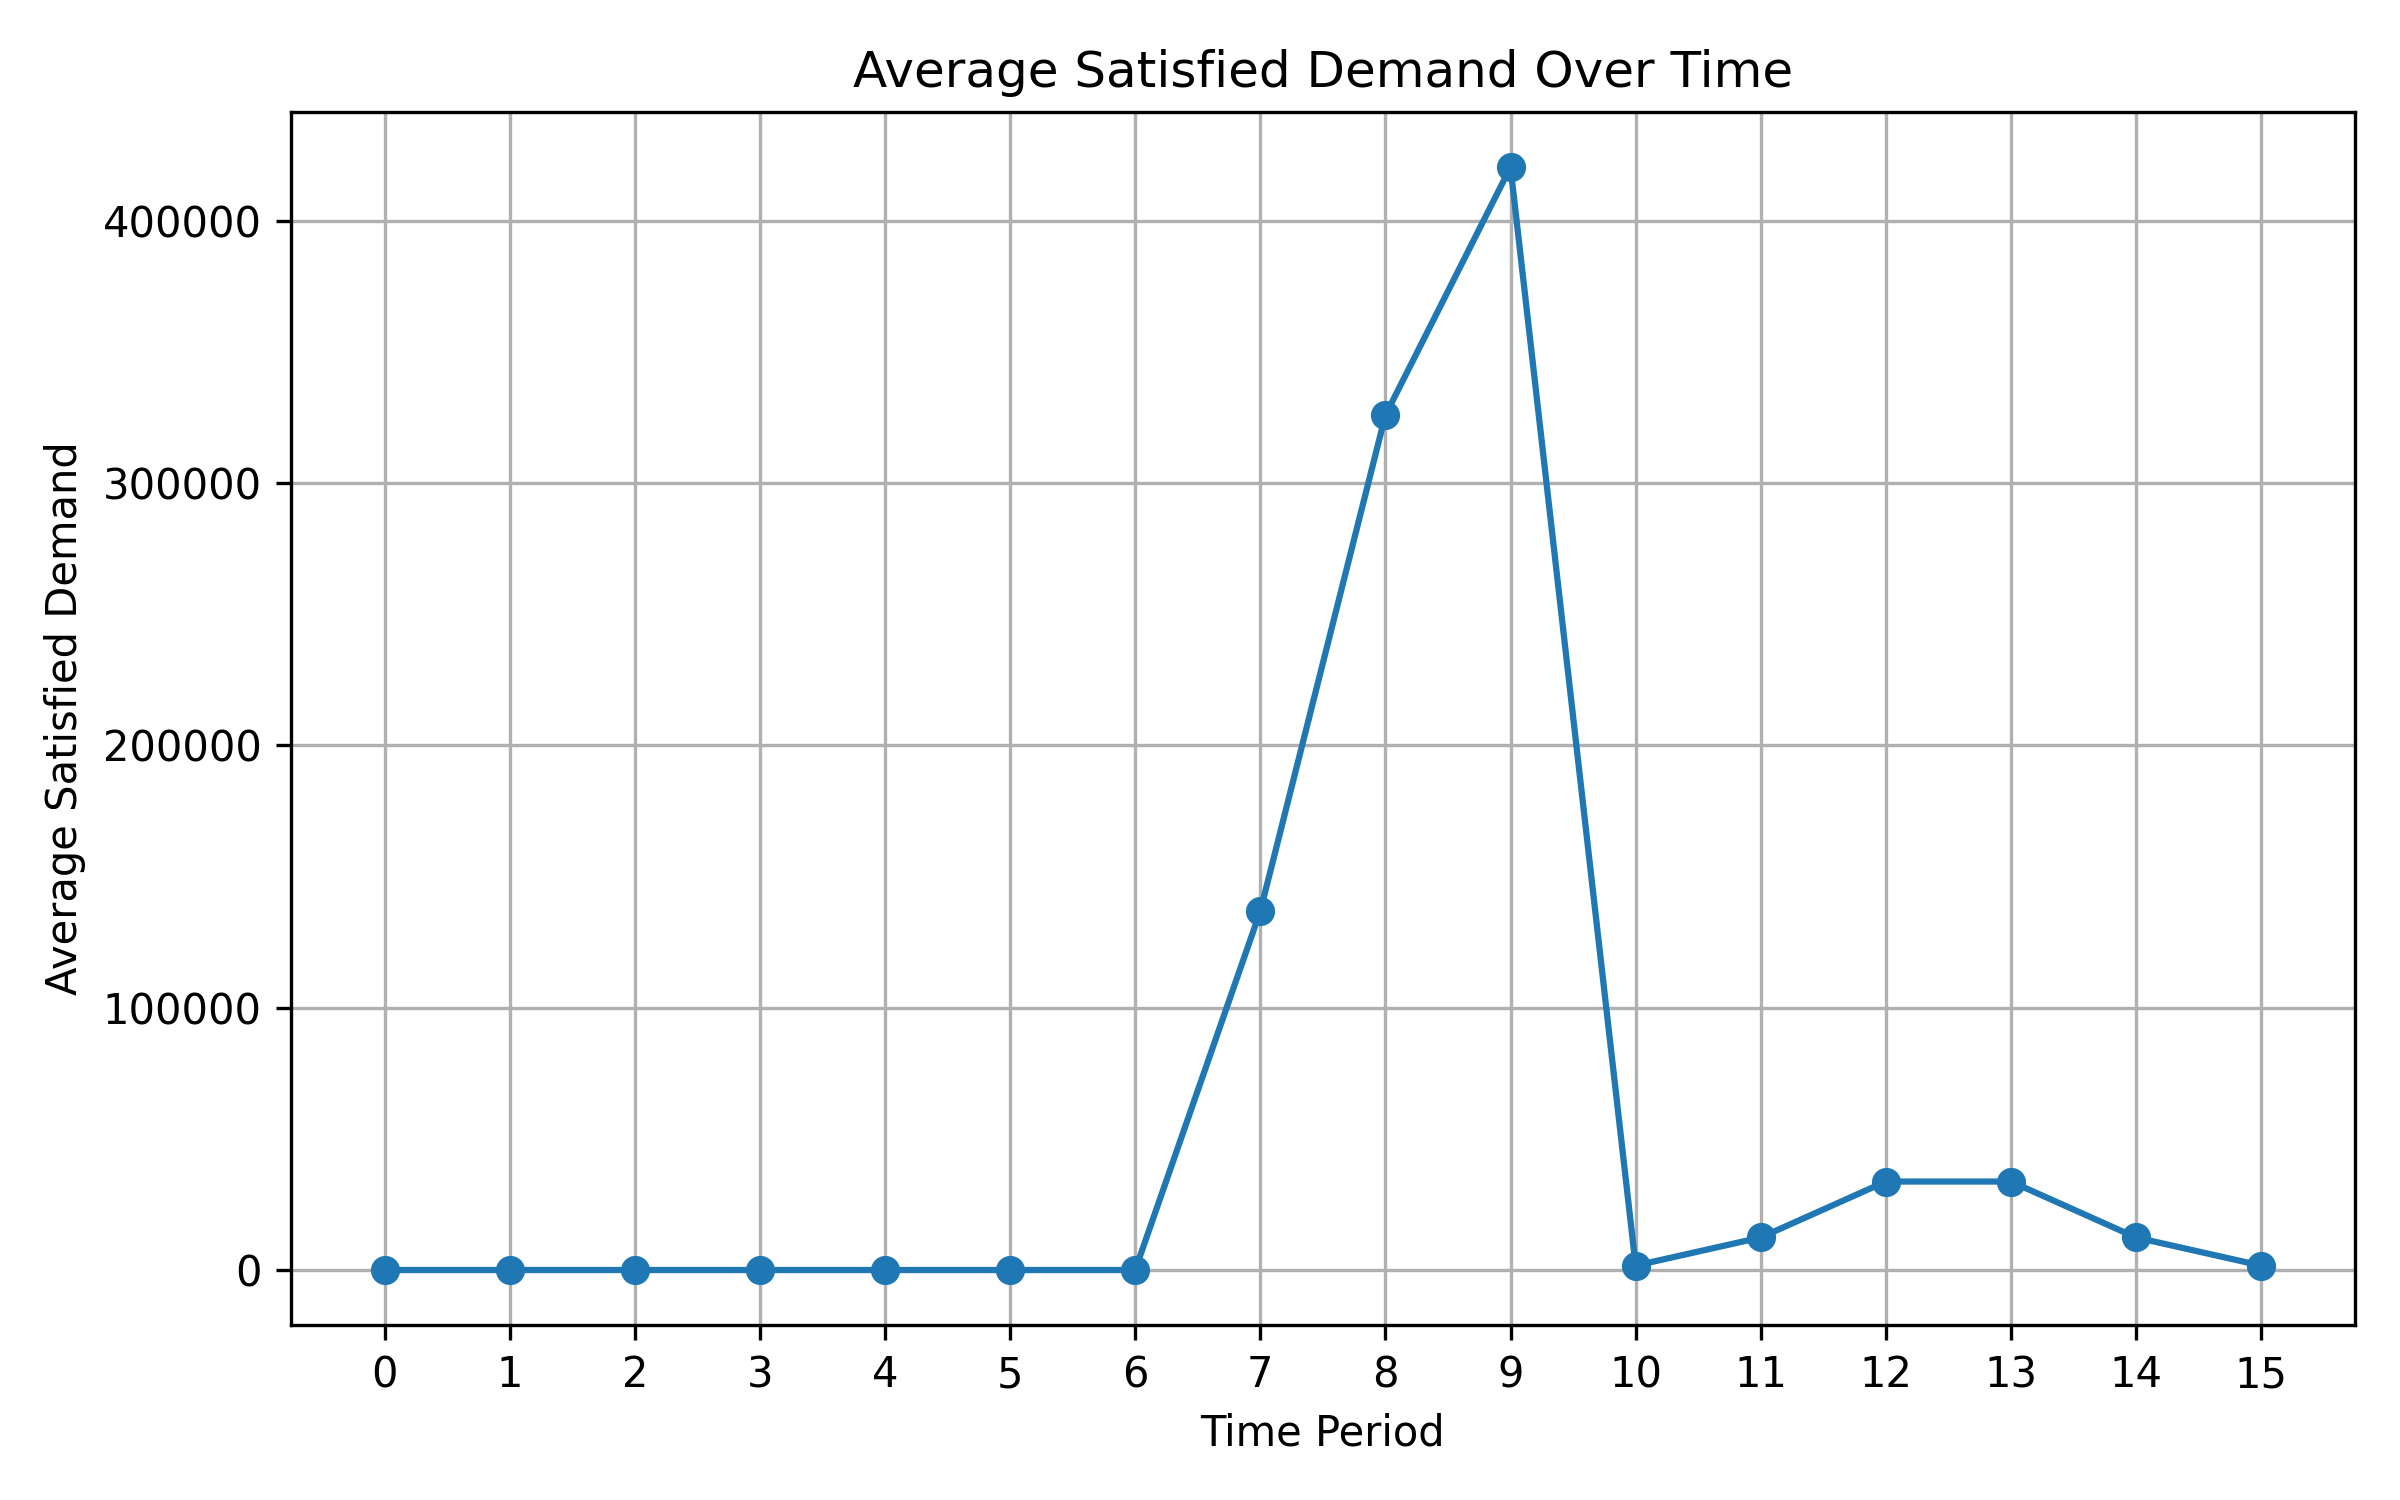 Average Satisfied Demand Over Time
Average Satisfied Demand
400000
300000
200000
100000
0
0 1 2 3 4 5 6 7 8 9 10 11 12 13 14 15
Time Period